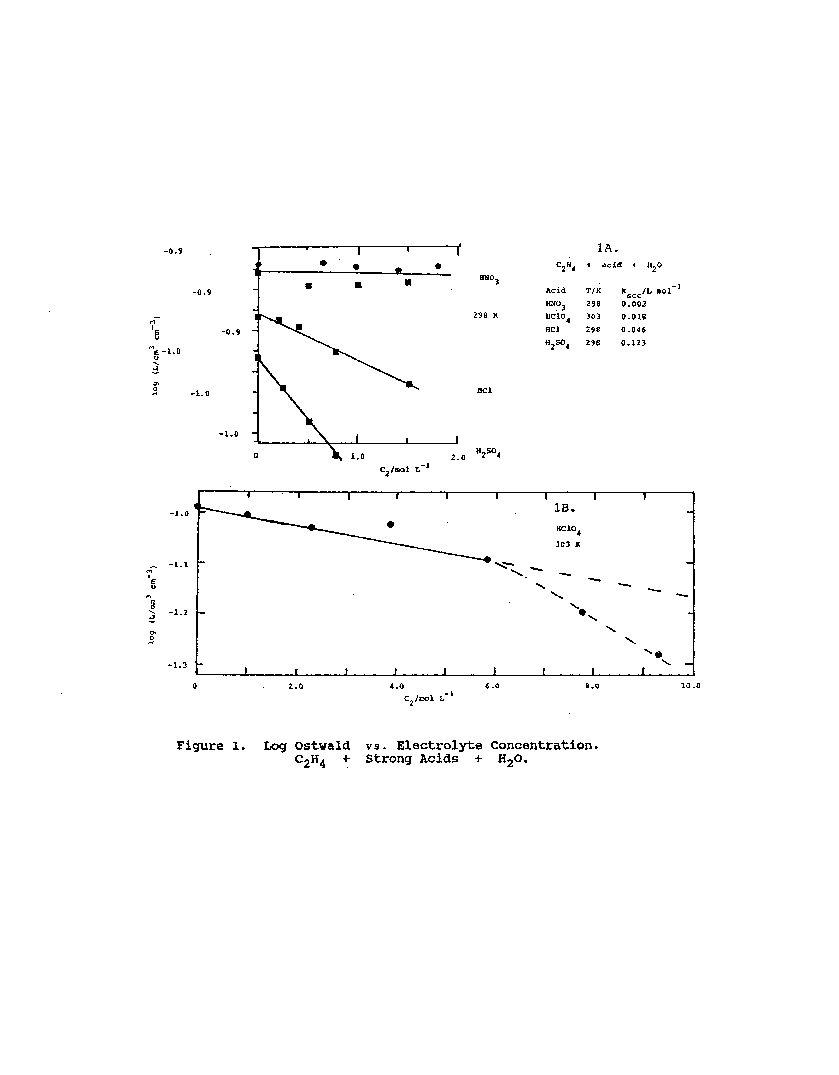 -0.9
-0.9
-0.9
-1.0
-1.0
-1.0
log (L/cm³ cm⁻³)
0
1.0
2.0
C₂/mol L⁻¹
HNO₃
298 K
HCl
H₂SO₄
1A.
C₂H₄ + acid + H₂O
Acid T/K kscc/L mol⁻¹
HNO₃ 298 0.002
HClO₄ 303 0.018
HCl 298 0.046
H₂SO₄ 298 0.123
1B.
HClO₄
303 K
-1.0
-1.1
-1.2
-1.3
log (L/cm³ cm⁻³)
0 2.0 4.0 6.0 8.0 10.0
C₂/mol L⁻¹
Figure 1. Log Ostwald vs. Electrolyte Concentration.
C₂H₄ + Strong Acids + H₂O.